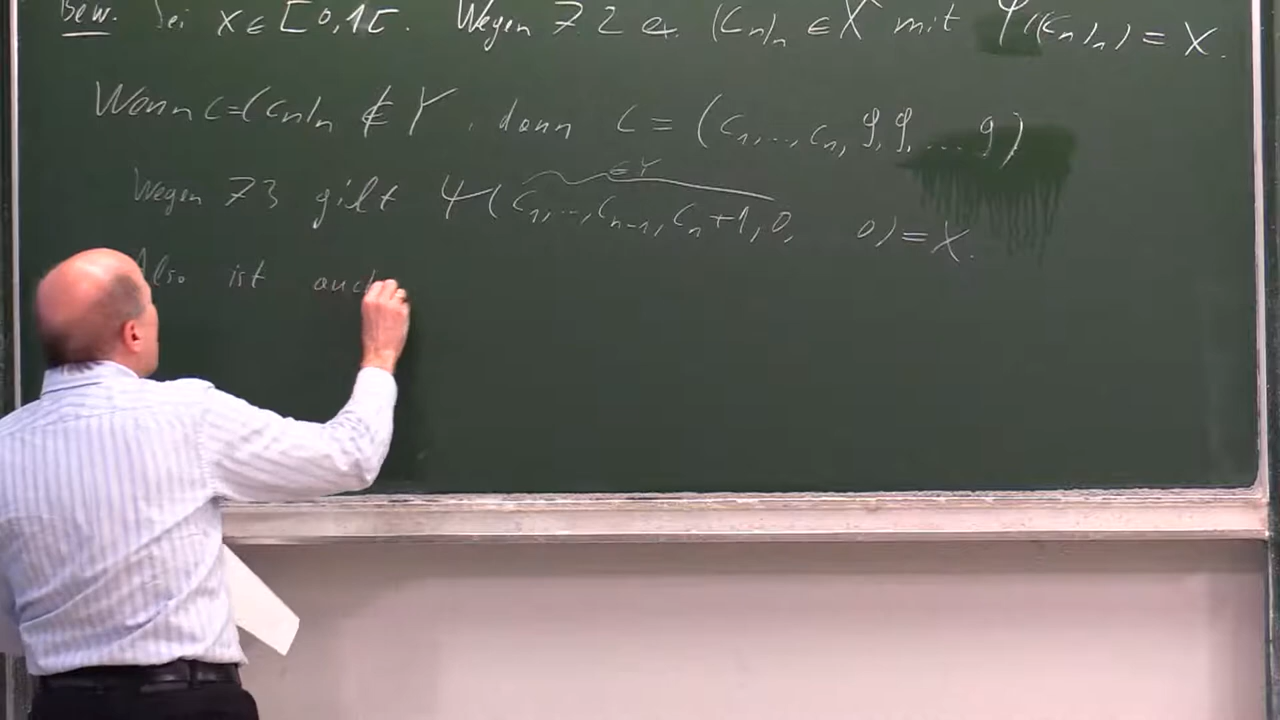 Bew. Sei x ∈ [0,1[. Wegen 7.2 ex. (cₙ)ₙ ∈ X mit Ψ((cₙ)ₙ) = x.
Wenn c=(cₙ)ₙ ∉ Y, dann c = (c₁,...,cₙ, 9,9,...9)
Wegen 7.3 gilt Ψ(c₁,...,cₙ₋₁,cₙ+1,0, 0) = x.
∈Y
Also ist auch